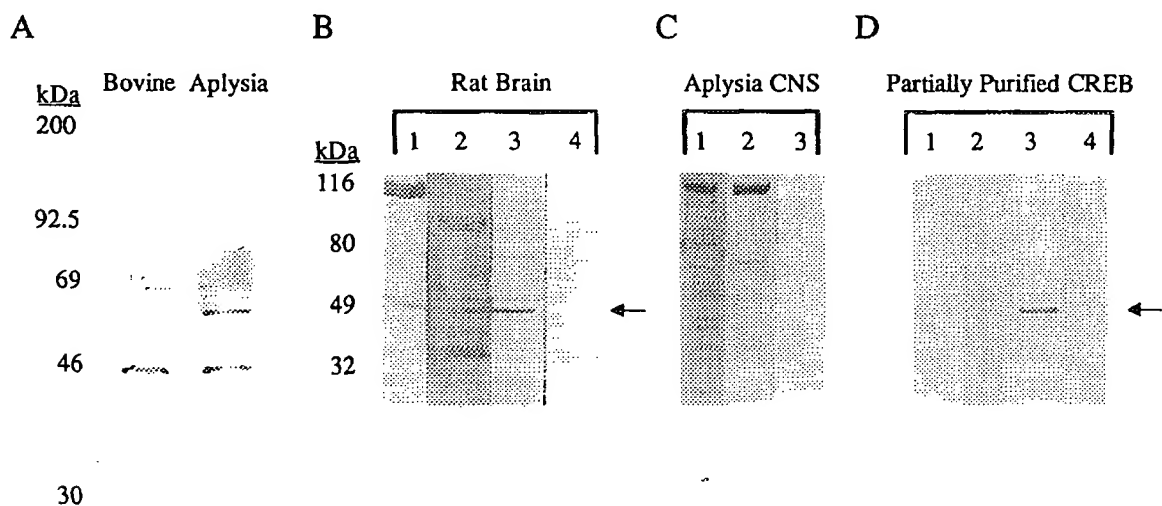 A
B
C
D
Bovine Aplysia
Rat Brain
Aplysia CNS
Partially Purified CREB
kDa
200
92.5
69
46
30
1 2 3 4
kDa
116
80
49
32
1 2 3
1 2 3 4